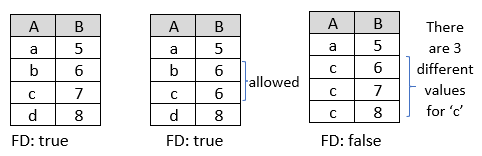 A B
a 5
b 6
c 7
d 8
FD: true
A B
a 5
b 6
c 6
d 8
allowed
FD: true
A B
a 5
c 6
c 7
c 8
FD: false
There
are 3
different
values
for ‘c’